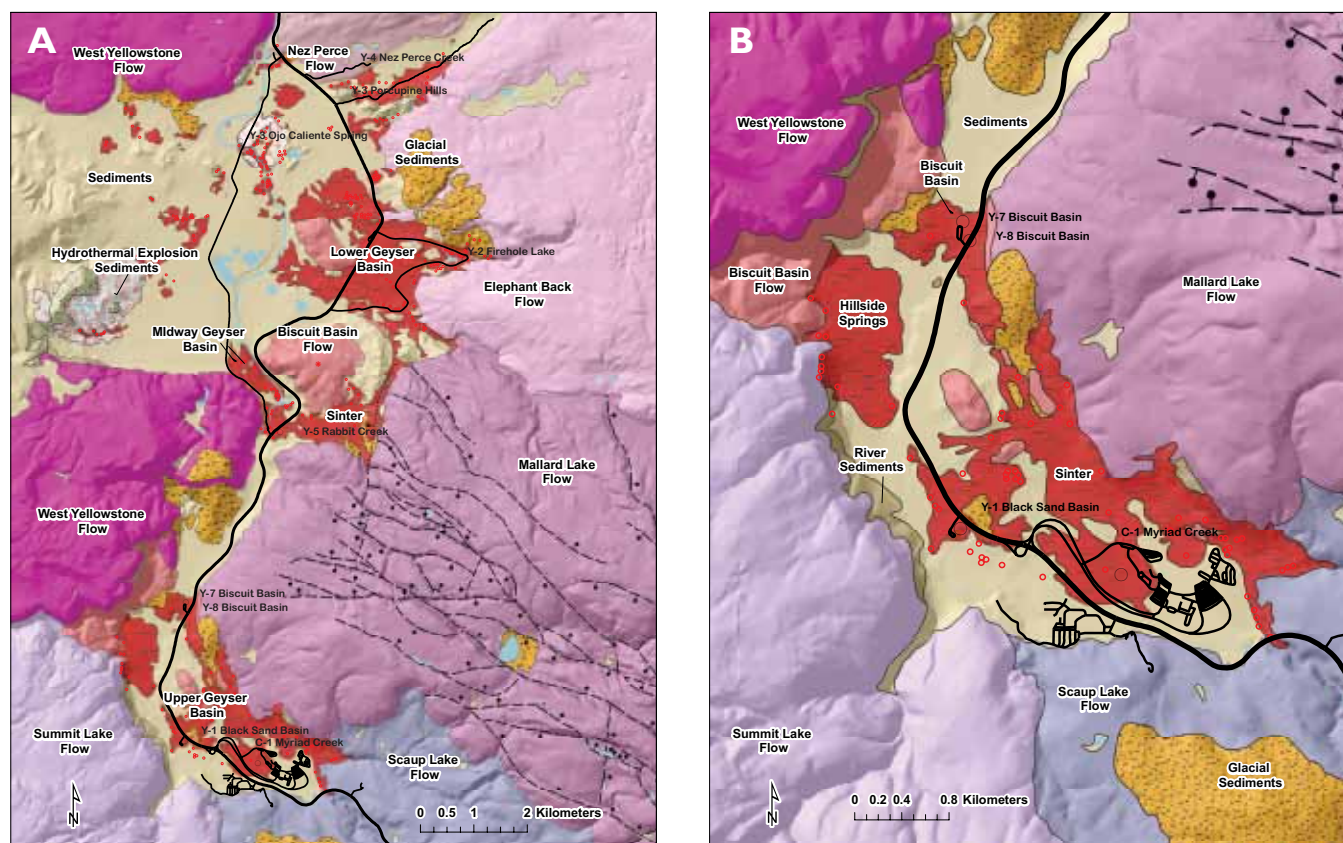 A
West Yellowstone
Flow
Nez Perce
Flow
Y-4 Nez Perce Creek
Y-3 Porcupine Hills
Y-3 Ojo Caliente Spring
Glacial
Sediments
Sediments
Hydrothermal Explosion
Sediments
Lower Geyser
Basin
Y-2 Firehole Lake
Elephant Back
Flow
MIdway Geyser
Basin
Biscuit Basin
Flow
Sinter
Y-5 Rabbit Creek
Mallard Lake
Flow
West Yellowstone
Flow
Y-7 Biscuit Basin
Y-8 Biscuit Basin
Upper Geyser
Basin
Y-1 Black Sand Basin
C-1 Myriad Creek
Summit Lake
Flow
Scaup Lake
Flow
N
0 0.5 1 2 Kilometers
B
West Yellowstone
Flow
Sediments
Biscuit
Basin
Y-7 Biscuit Basin
Y-8 Biscuit Basin
Biscuit Basin
Flow
Hillside
Springs
Mallard Lake
Flow
River
Sediments
Sinter
Y-1 Black Sand Basin
C-1 Myriad Creek
Scaup Lake
Flow
Summit Lake
Flow
Glacial
Sediments
N
0 0.2 0.4 0.8 Kilometers